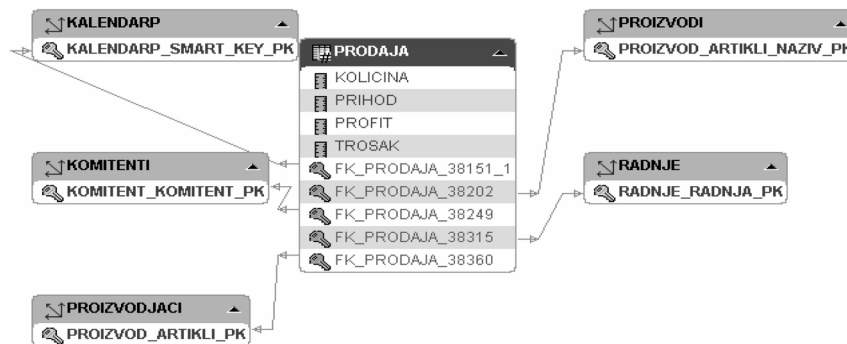 KALENDARP
KALENDARP_SMART_KEY_PK
PRODAJA
KOLICINA
PRIHOD
PROFIT
TROSAK
FK_PRODAJA_38151_1
FK_PRODAJA_38202
FK_PRODAJA_38249
FK_PRODAJA_38315
FK_PRODAJA_38360
PROIZVODI
PROIZVOD_ARTIKLI_NAZIV_PK
KOMITENTI
KOMITENT_KOMITENT_PK
RADNJE
RADNJE_RADNJA_PK
PROIZVODJACI
PROIZVOD_ARTIKLI_PK